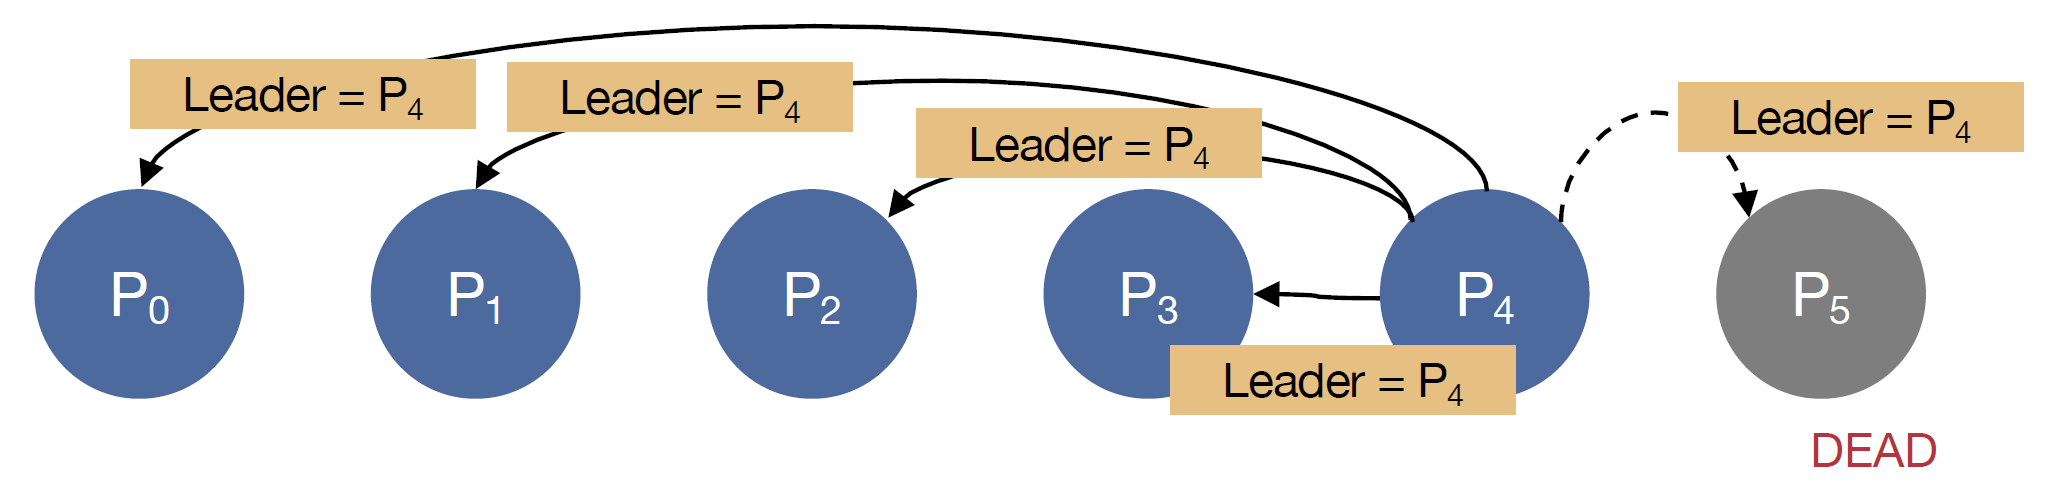 Leader = P4
Leader = P4
Leader = P4
Leader = P4
P0
P1
P2
P3
P4
P5
Leader = P4
DEAD